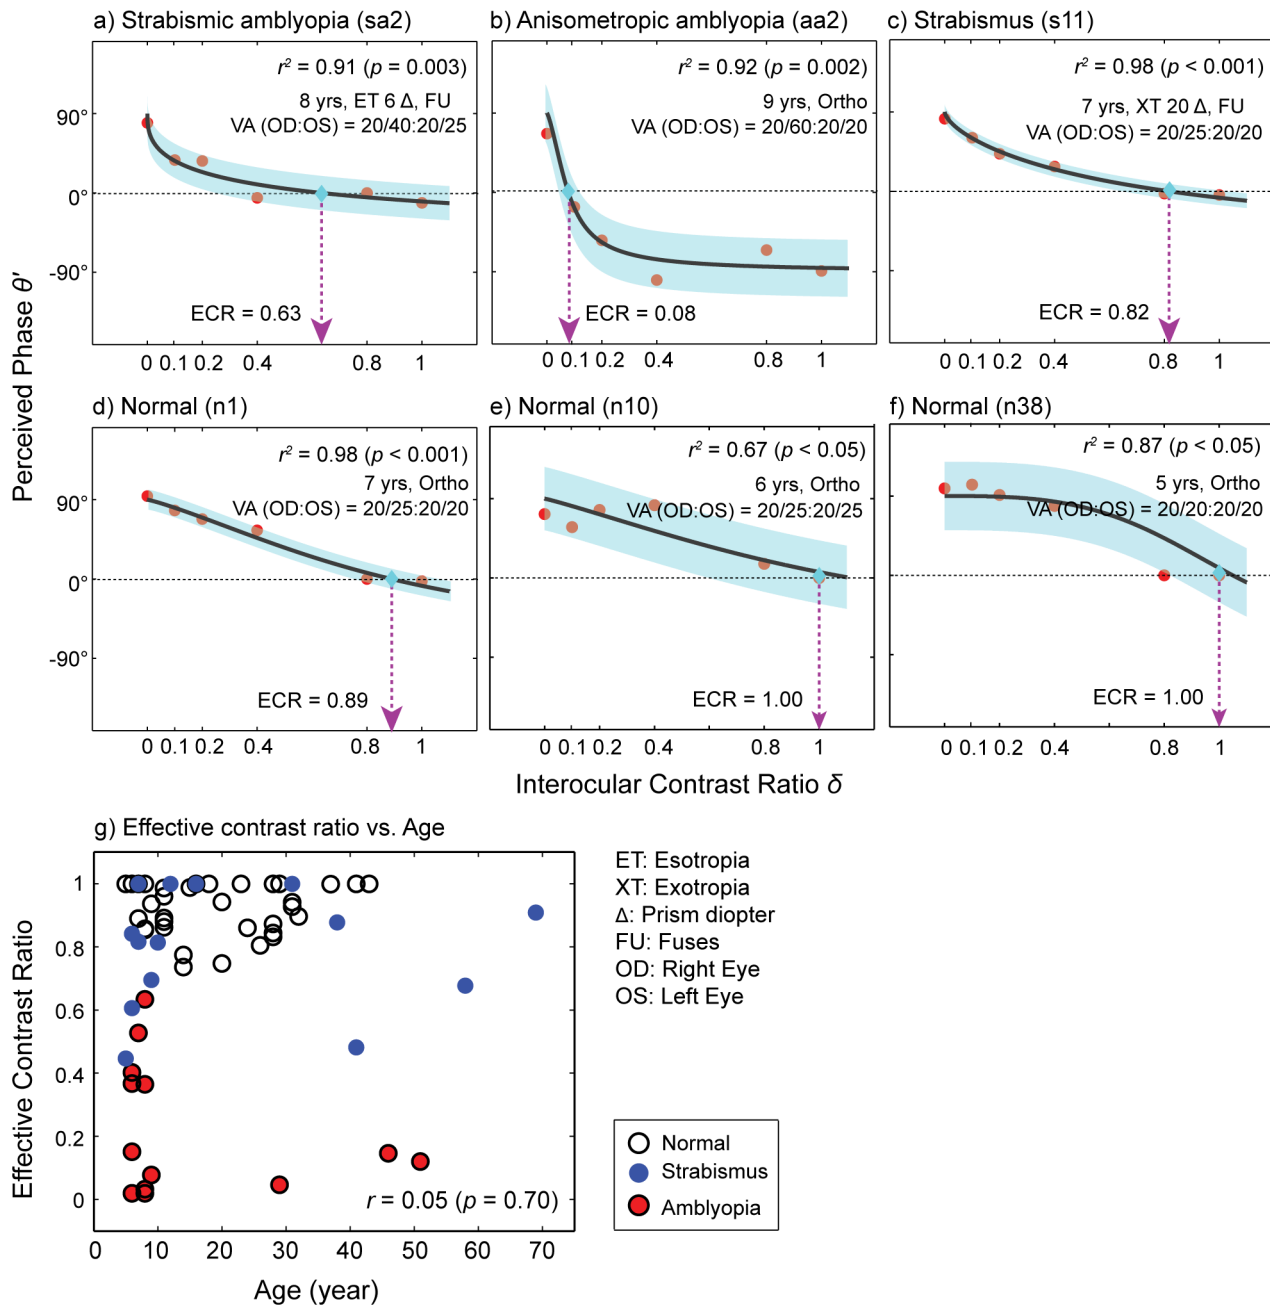 a) Strabismic amblyopia (sa2)
r² = 0.91 (p = 0.003)
8 yrs, ET 6 Δ, FU
VA (OD:OS) = 20/40:20/25
90°
0°
-90°
ECR = 0.63
0 0.1 0.2 0.4 0.8 1
b) Anisometropic amblyopia (aa2)
r² = 0.92 (p = 0.002)
9 yrs, Ortho
VA (OD:OS) = 20/60:20/20
ECR = 0.08
0 0.1 0.2 0.4 0.8 1
c) Strabismus (s11)
r² = 0.98 (p < 0.001)
7 yrs, XT 20 Δ, FU
VA (OD:OS) = 20/25:20/20
ECR = 0.82
0 0.1 0.2 0.4 0.8 1
Perceived Phase θ′
d) Normal (n1)
r² = 0.98 (p < 0.001)
7 yrs, Ortho
VA (OD:OS) = 20/25:20/20
90°
0°
-90°
ECR = 0.89
0 0.1 0.2 0.4 0.8 1
e) Normal (n10)
r² = 0.67 (p < 0.05)
6 yrs, Ortho
VA (OD:OS) = 20/25:20/25
ECR = 1.00
0 0.1 0.2 0.4 0.8 1
f) Normal (n38)
r² = 0.87 (p < 0.05)
5 yrs, Ortho
VA (OD:OS) = 20/20:20/20
ECR = 1.00
0 0.1 0.2 0.4 0.8 1
Interocular Contrast Ratio δ
g) Effective contrast ratio vs. Age
Effective Contrast Ratio
1
0.8
0.6
0.4
0.2
0
r = 0.05 (p = 0.70)
0 10 20 30 40 50 60 70
Age (year)
ET: Esotropia
XT: Exotropia
Δ: Prism diopter
FU: Fuses
OD: Right Eye
OS: Left Eye
Normal
Strabismus
Amblyopia